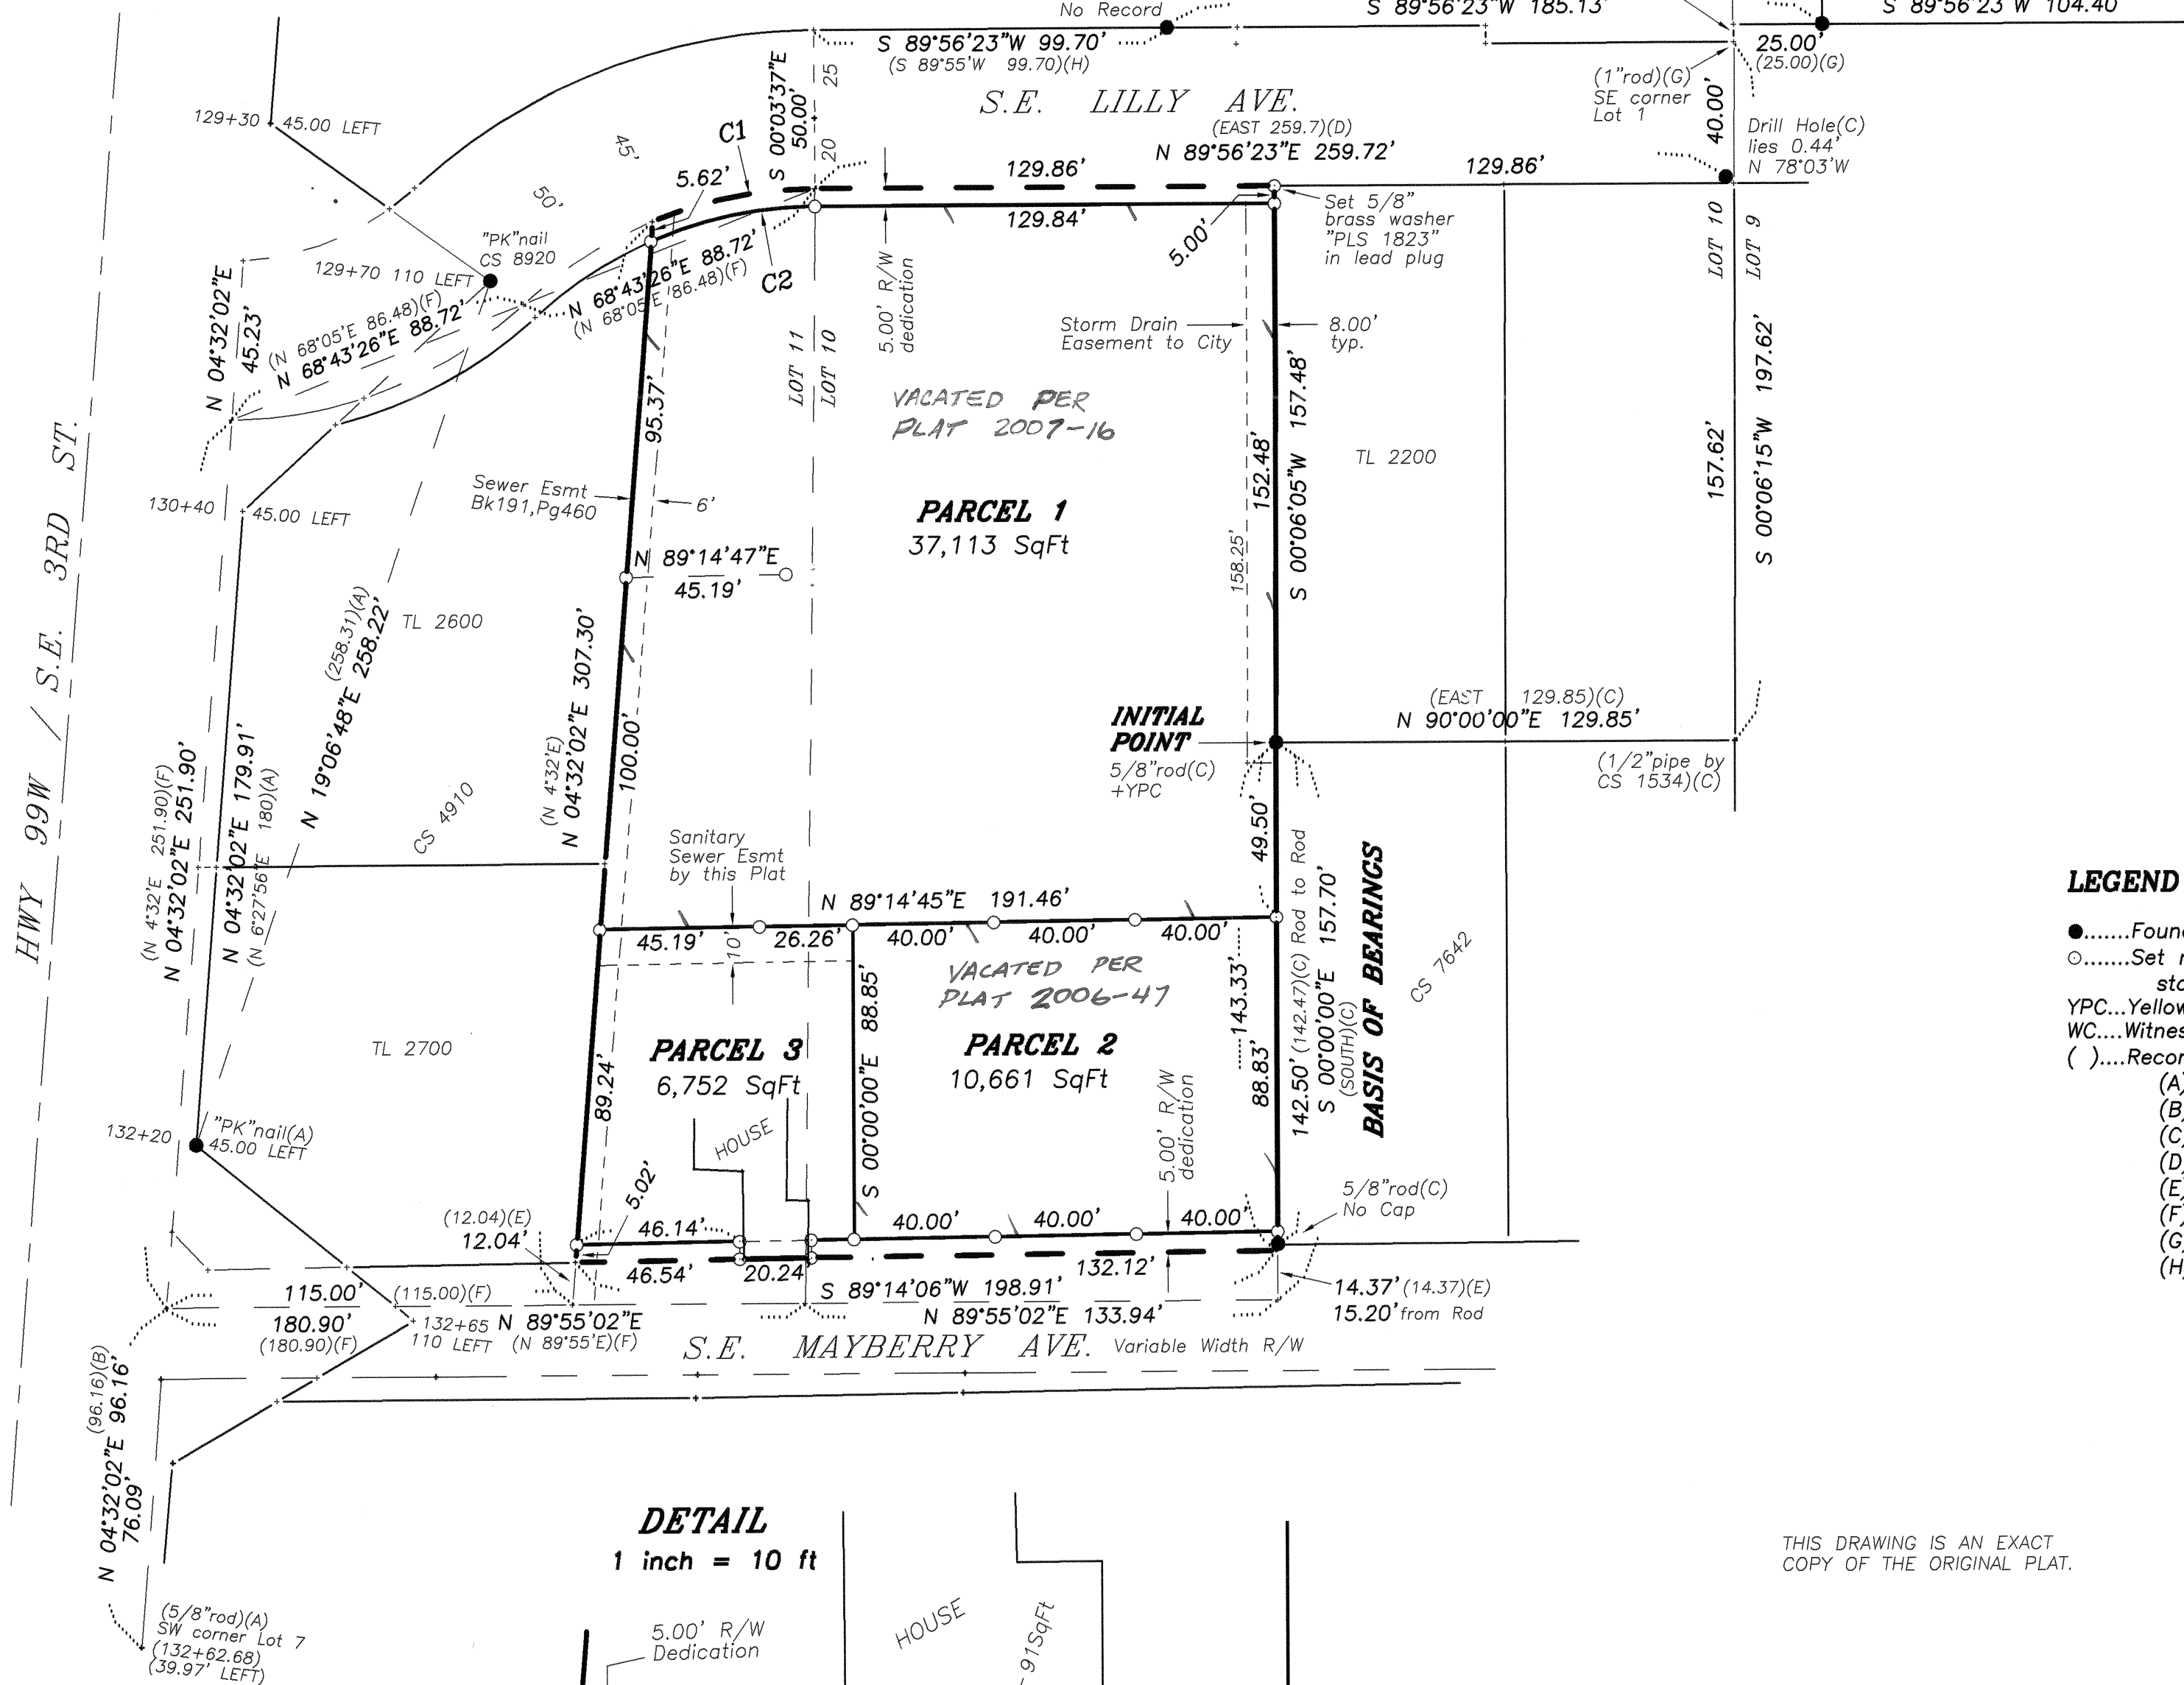 No Record
S 89°56'23"W 185.13'
S 89°56'23"W 104.40
S 89°56'23"W 99.70'
(S 89°55'W 99.70)(H)
25.00'
(25.00)(G)
(1"rod)(G)
SE corner
Lot 1
40.00'
Drill Hole(C)
lies 0.44'
N 78°03'W
S.E. LILLY AVE.
(EAST 259.7)(D)
N 89°56'23"E 259.72'
S 00°03'37"E
50.00'
25
20
129+30
45.00 LEFT
45'
50'
C1
5.62'
129.86'
129.86'
129.84'
5.00'
Set 5/8"
brass washer
"PLS 1823"
in lead plug
LOT 10
LOT 9
"PK"nail
CS 8920
129+70 110 LEFT
N 68°43'26"E 88.72'
(N 68°05'E 86.48)(F)
C2
(N 68°05'E 86.48)(F)
N 68°43'26"E 88.72'
N 04°32'02"E
45.23'
5.00' R/W
dedication
Storm Drain
Easement to City
8.00'
typ.
LOT 11
LOT 10
VACATED PER
PLAT 2007-16
95.37'
152.48'
S 00°06'05"W 157.48'
TL 2200
157.62'
S 00°06'15"W 197.62'
Sewer Esmt
Bk191,Pg460
6'
130+40
45.00 LEFT
PARCEL 1
37,113 SqFt
158.25'
N 89°14'47"E
45.19'
HWY 99W / S.E. 3RD ST.
TL 2600
(258.31)(A)
N 19°06'48"E 258.22'
(N 4°32'E)
N 04°32'02"E 307.30'
100.00'
INITIAL
POINT
5/8"rod(C)
+YPC
(EAST 129.85)(C)
N 90°00'00"E 129.85'
(1/2"pipe by
CS 1534)(C)
(N 4°32'E 251.90)(F)
N 04°32'02"E 251.90'
N 04°32'02"E 179.91'
(N 6°27'56"E 180)(A)
CS 4910
Sanitary
Sewer Esmt
by this Plat
49.50'
N 89°14'45"E 191.46'
45.19'
10'
26.26'
40.00'
40.00'
40.00'
VACATED PER
PLAT 2006-47
88.85'
S 00°00'00"E
143.33'
88.83'
142.50' (142.47)(C) Rod to Rod
S 00°00'00"E 157.70'
(SOUTH)(C)
BASIS OF BEARINGS
CS 7642
LEGEND
YPC...Yellow
( )....Recor
(A)
(B)
(C)
(D)
(E)
(F)
(G)
(H
TL 2700
PARCEL 3
6,752 SqFt
PARCEL 2
10,661 SqFt
89.24'
HOUSE
5.00' R/W
dedication
132+20
"PK"nail(A)
45.00 LEFT
5/8"rod(C)
No Cap
(12.04)(E)
12.04'
5.02'
46.14'
40.00'
40.00'
40.00'
46.54'
20.24'
132.12'
S 89°14'06"W 198.91'
14.37' (14.37)(E)
15.20' from Rod
115.00'
(115.00)(F)
180.90'
(180.90)(F)
132+65
110 LEFT
N 89°55'02"E
(N 89°55'E)(F)
N 89°55'02"E 133.94'
S.E. MAYBERRY AVE. Variable Width R/W
(96.16)(B)
N 04°32'02"E 96.16'
76.09'
DETAIL
1 inch = 10 ft
THIS DRAWING IS AN EXACT
COPY OF THE ORIGINAL PLAT.
(5/8"rod)(A)
SW corner Lot 7
(132+62.68)
(39.97' LEFT)
5.00' R/W
Dedication
HOUSE
91SqFt